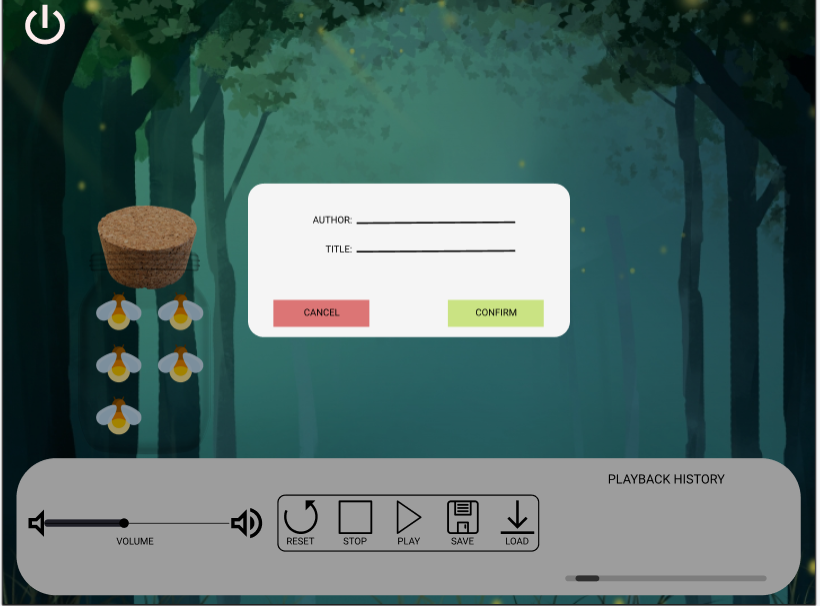 AUTHOR:
TITLE:
CANCEL
CONFIRM
PLAYBACK HISTORY
VOLUME
RESET
STOP
PLAY
SAVE
LOAD